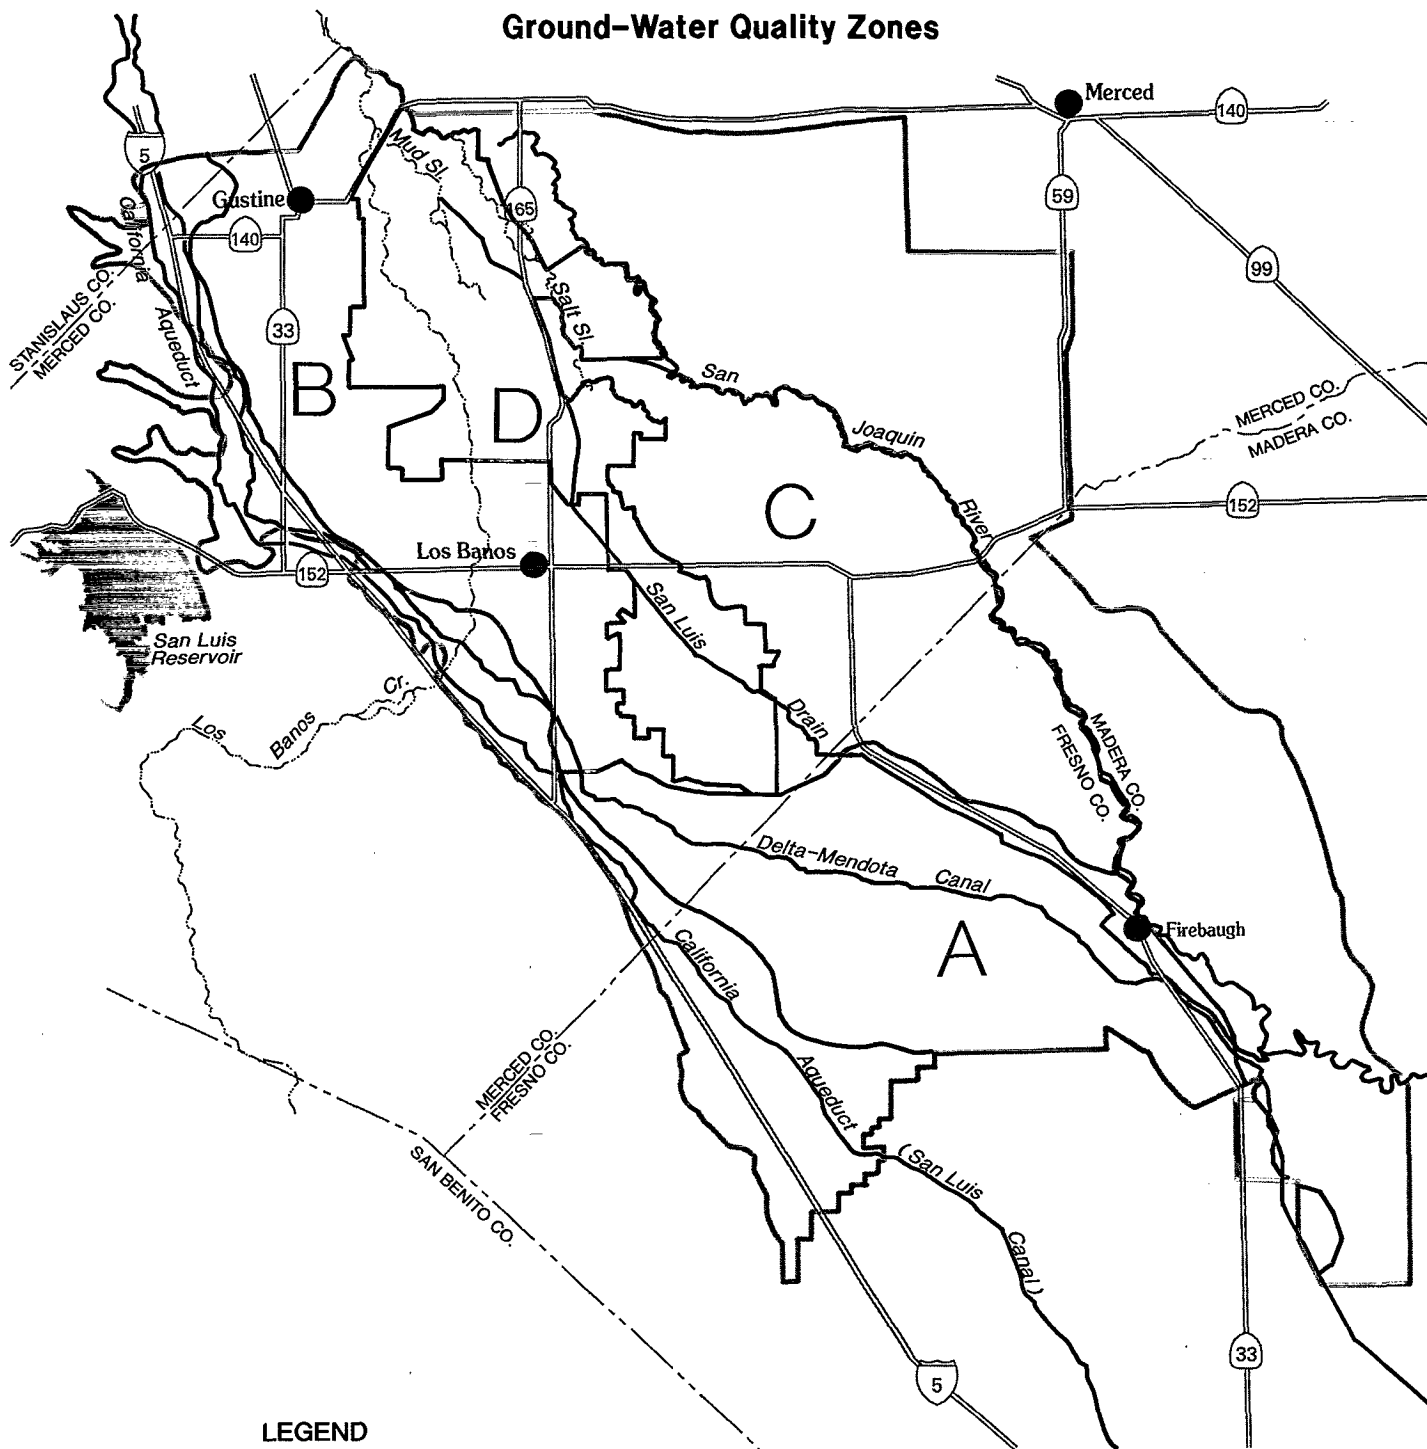 Ground-Water Quality Zones
Merced
140
5
Mud Sl.
59
Gustine
165
California
140
99
STANISLAUS CO.
MERCED CO.
Salt Sl.
Aqueduct
33
B
San
D
MERCED CO.
MADERA CO.
Joaquin
C
River
152
Los Banos
152
San Luis
San Luis
Reservoir
Cr.
Los
Banos
Drain
MADERA CO.
FRESNO CO.
Delta-Mendota
Canal
A
Firebaugh
California
MERCED CO.
FRESNO CO.
Aqueduct
(San Luis
SAN BENITO CO.
Canal)
33
5
LEGEND